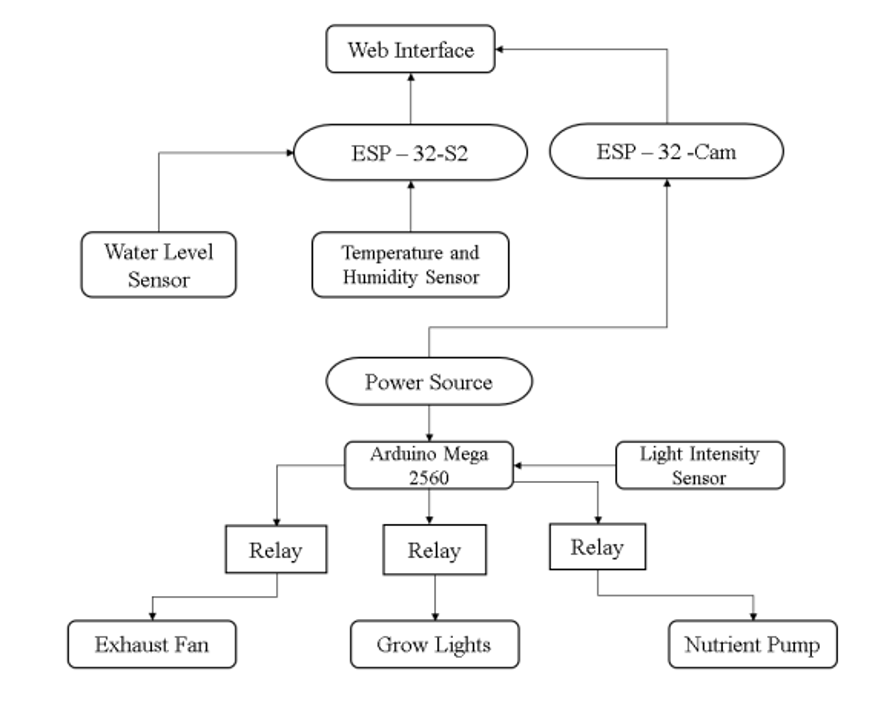 Web Interface
ESP – 32-S2
ESP – 32 -Cam
Water Level
Sensor
Temperature and
Humidity Sensor
Power Source
Arduino Mega
2560
Light Intensity
Sensor
Relay
Relay
Relay
Exhaust Fan
Grow Lights
Nutrient Pump